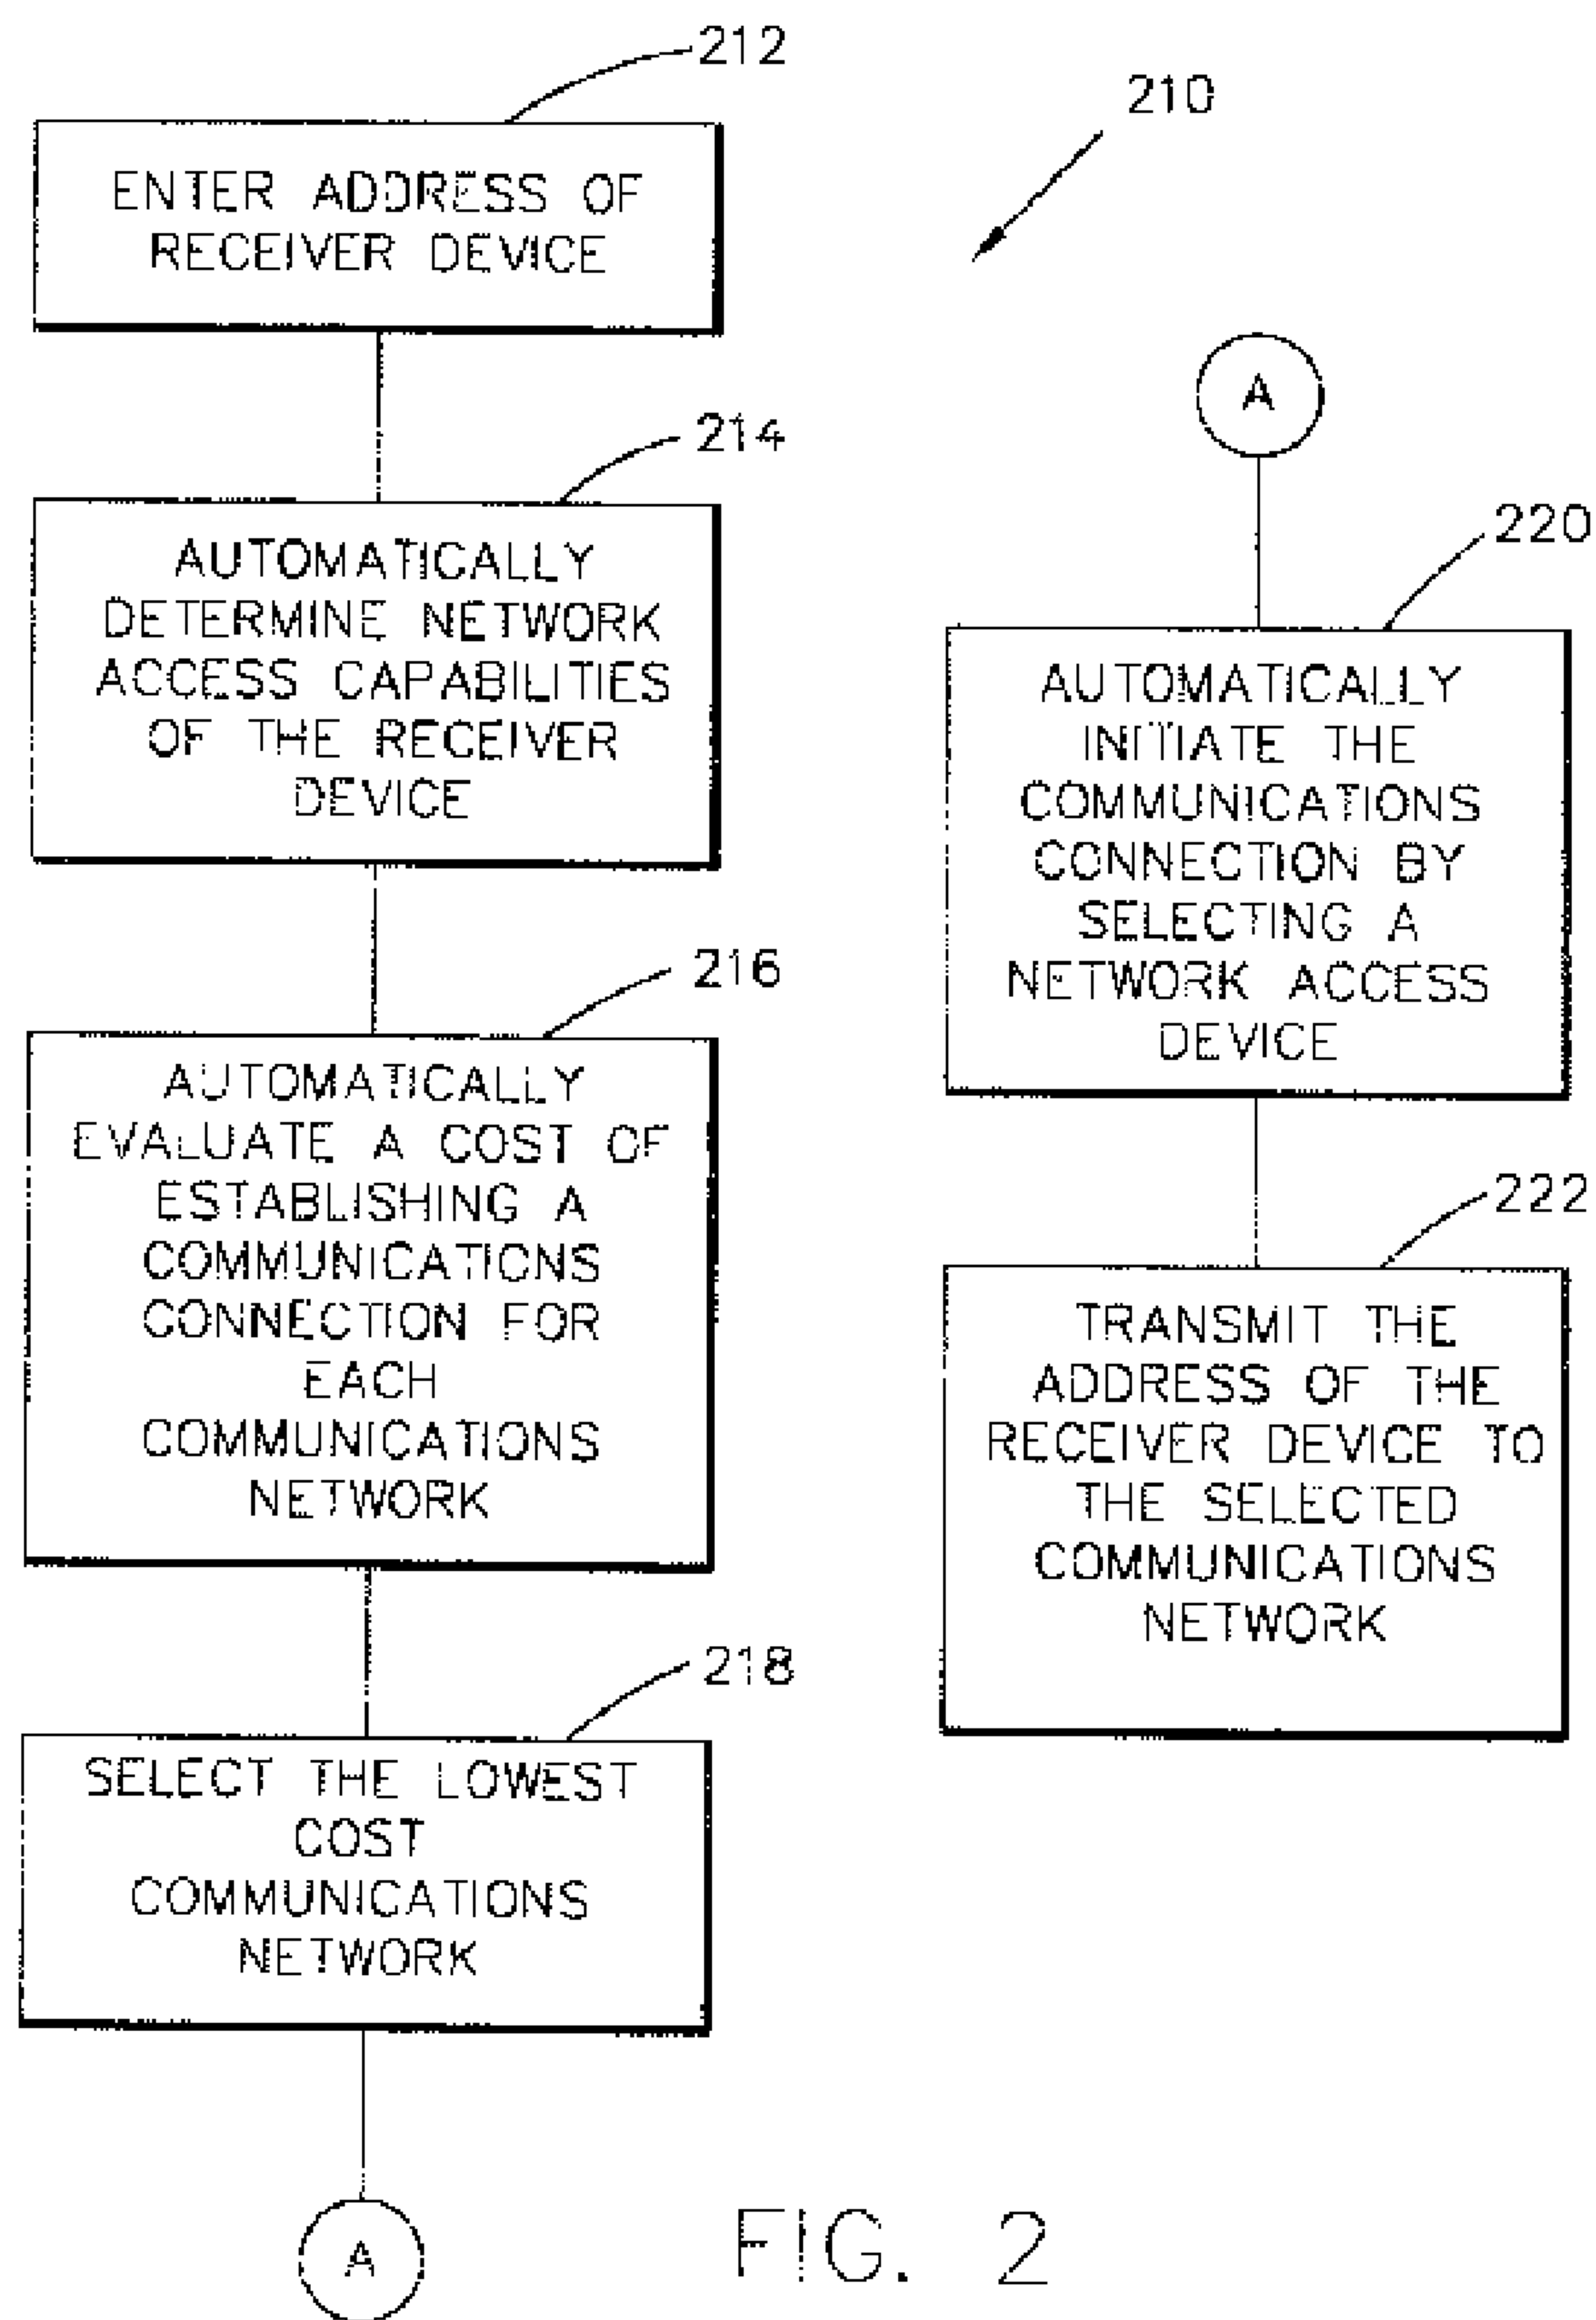 212
ENTER ADDRESS OF
RECEIVER DEVICE
214
AUTOMATICALLY
DETERMINE NETWORK
ACCESS CAPABILITIES
OF THE RECEIVER
DEVICE
216
AUTOMATICALLY
EVALUATE A COST OF
ESTABLISHING A
COMMUNICATIONS
CONNECTION FOR
EACH
COMMUNICATIONS
NETWORK
218
SELECT THE LOWEST
COST
COMMUNICATIONS
NETWORK
A
210
A
220
AUTOMATICALLY
INITIATE THE
COMMUNICATIONS
CONNECTION BY
SELECTING A
NETWORK ACCESS
DEVICE
222
TRANSMIT THE
ADDRESS OF THE
RECEIVER DEVICE TO
THE SELECTED
COMMUNICATIONS
NETWORK
FIG. 2